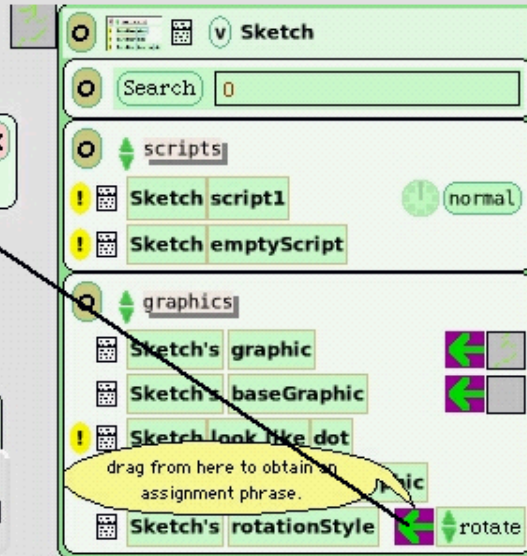 v Sketch
Search 0
scripts
! Sketch script1 normal
! Sketch emptyScript
graphics
Sketch's graphic
Sketch's baseGraphic
! Sketch look like dot
drag from here to obtain an
assignment phrase.
Sketch's rotationStyle rotate